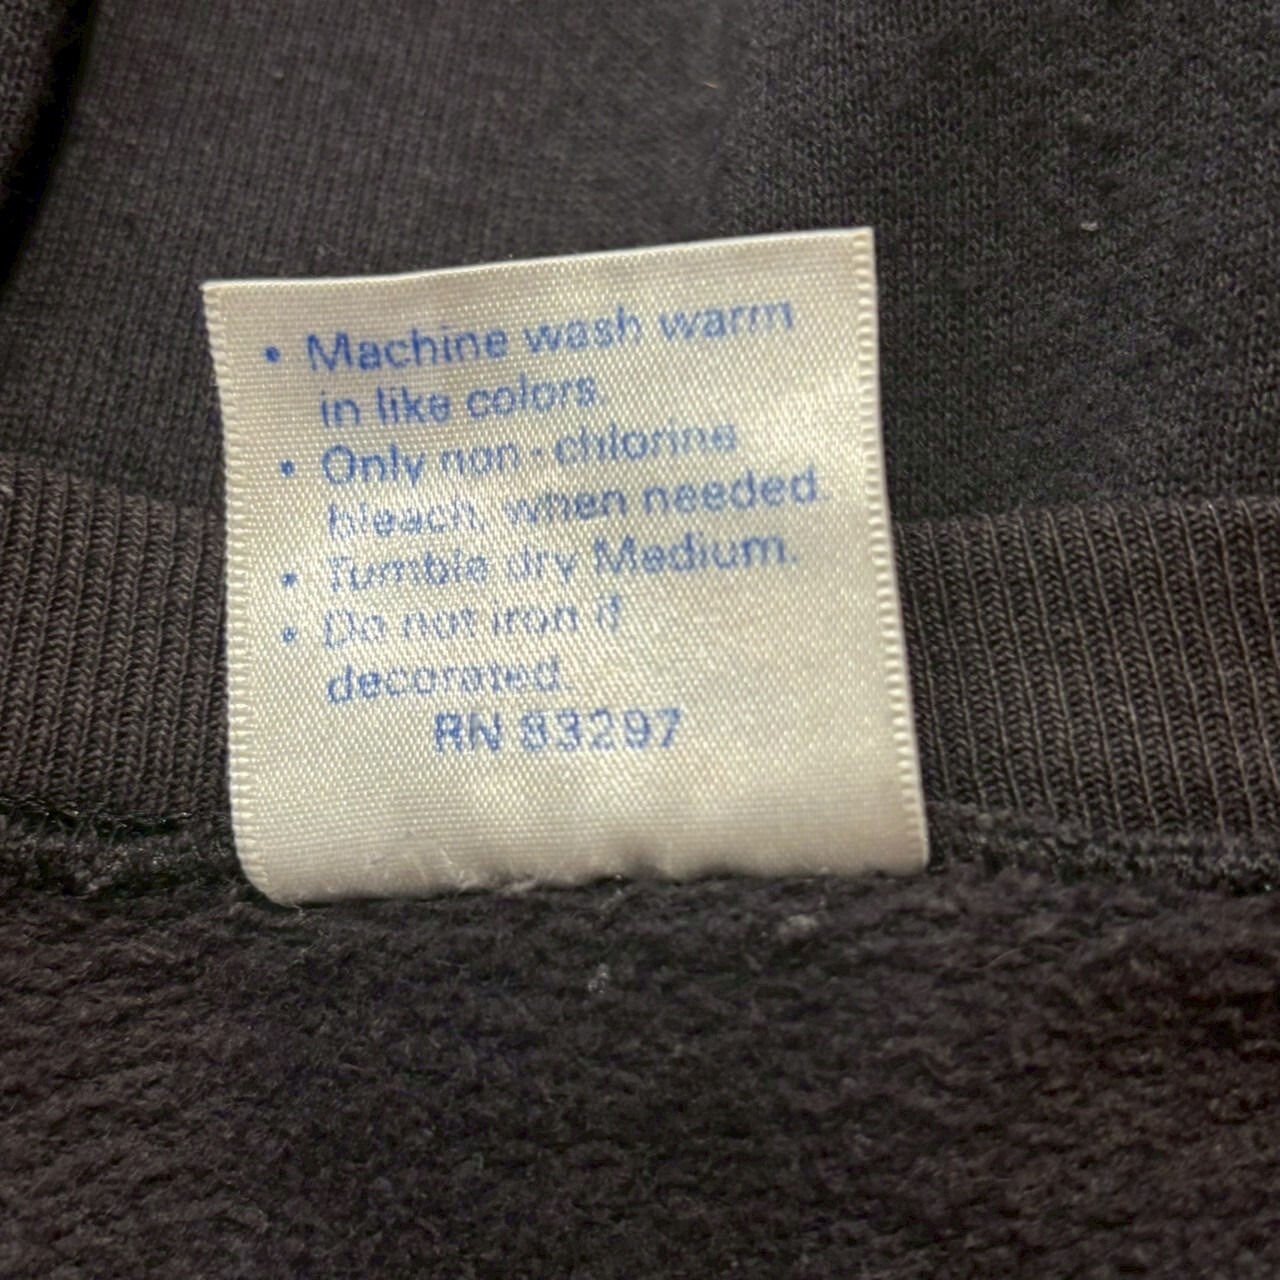 • Machine wash warm
in like colors.
• Only non-chlorine
bleach, when needed.
• Tumble dry Medium.
• Do not iron if
decorated.
RN 83297